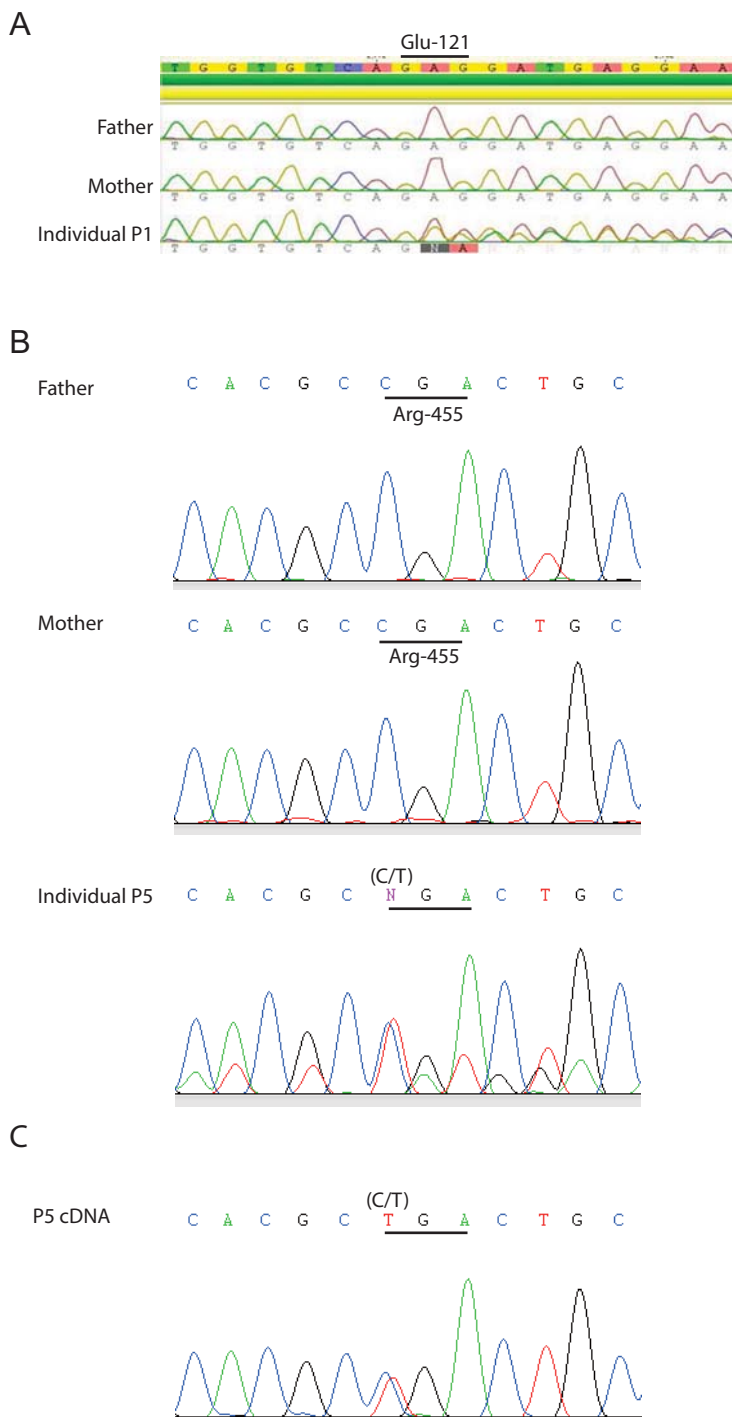 A
Glu-121
T G G T G T C A G A G G A T G A G G A A
Father
T G G T G T C A G A G G A T G A G G A A
Mother
T G G T G T C A G A G G A T G A G G A A
Individual P1
T G G T G T C A G N A N A N G N A N A N
B
Father
C A C G C C G A C T G C
Arg-455
Mother
C A C G C C G A C T G C
Arg-455
(C/T)
Individual P5
C A C G C N G A C T G C
C
(C/T)
P5 cDNA
C A C G C T G A C T G C